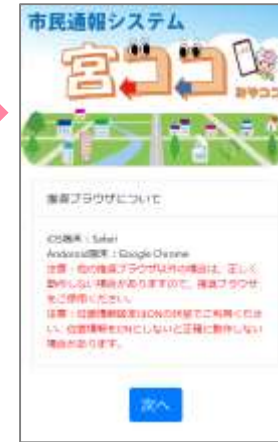 市民通報システム
宮ココ
みやココ
推奨ブラウザについて
iOS端末：Safari
Android端末：Google Chrome
注意：他の推奨ブラウザ以外の場合は、正しく
動作しない場合がありますので、推奨ブラウザ
をご使用ください。
注意：位置情報設定はONの状態でご利用くださ
い。位置情報をONにしないと正確に動作しない
場合があります。
次へ